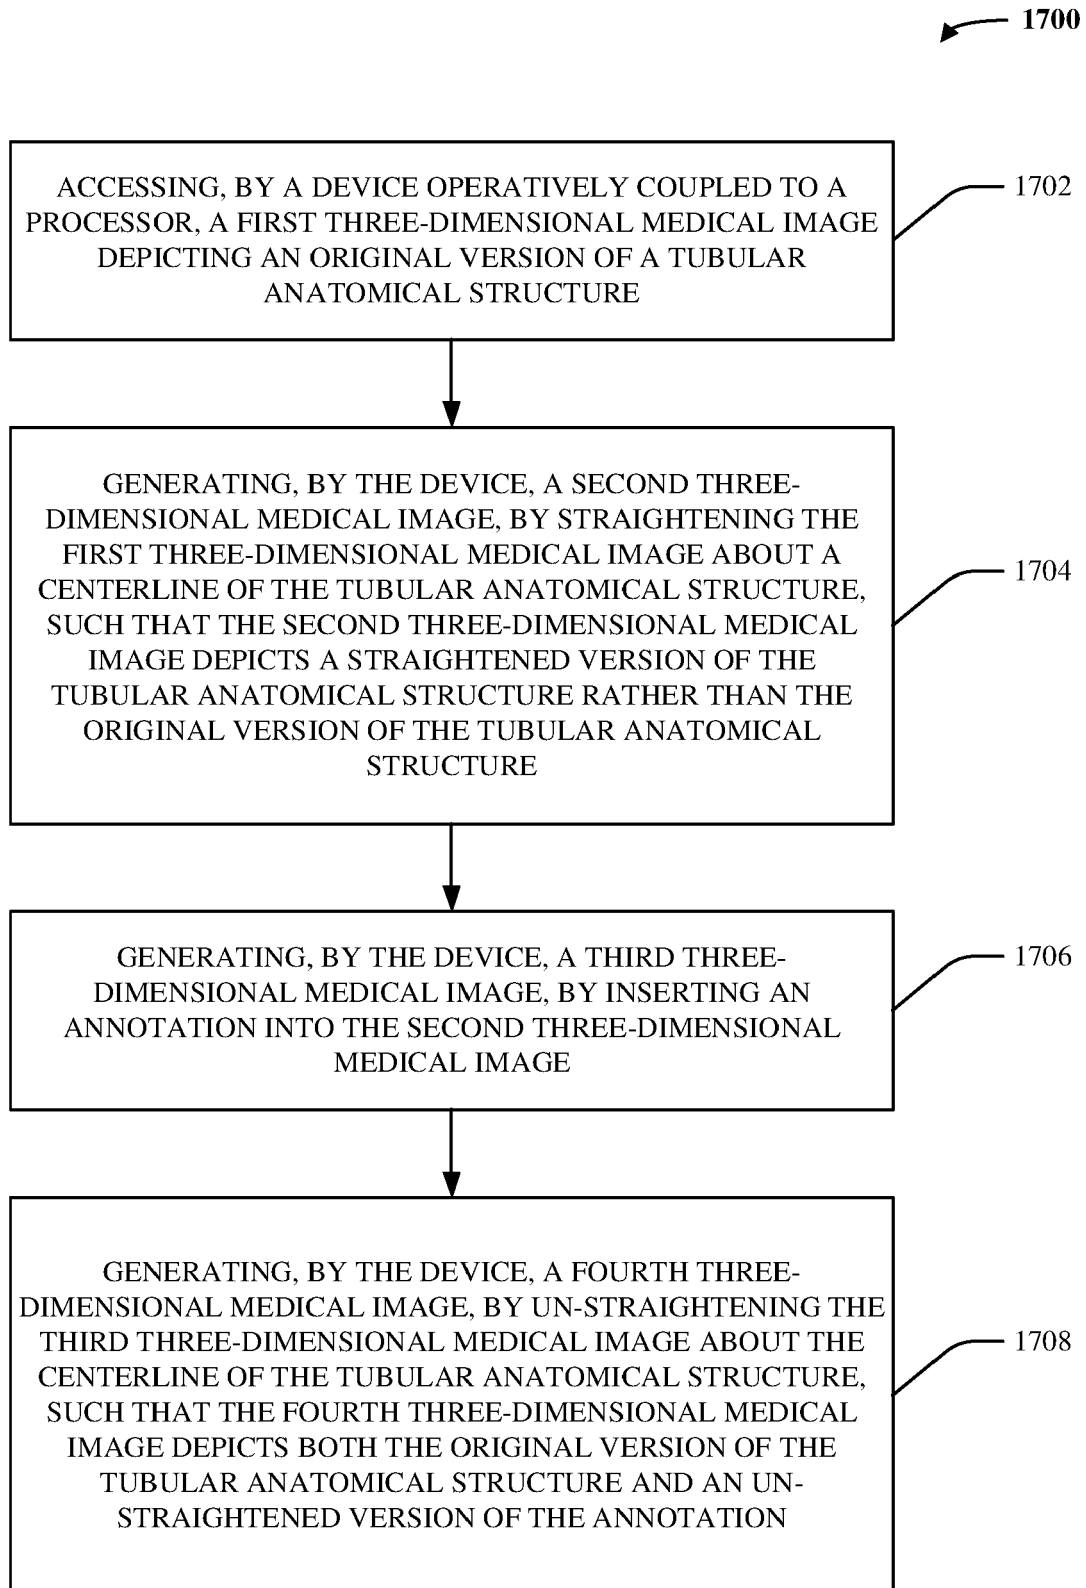 1700
ACCESSING, BY A DEVICE OPERATIVELY COUPLED TO A
PROCESSOR, A FIRST THREE-DIMENSIONAL MEDICAL IMAGE
DEPICTING AN ORIGINAL VERSION OF A TUBULAR
ANATOMICAL STRUCTURE
1702
GENERATING, BY THE DEVICE, A SECOND THREE-
DIMENSIONAL MEDICAL IMAGE, BY STRAIGHTENING THE
FIRST THREE-DIMENSIONAL MEDICAL IMAGE ABOUT A
CENTERLINE OF THE TUBULAR ANATOMICAL STRUCTURE,
SUCH THAT THE SECOND THREE-DIMENSIONAL MEDICAL
IMAGE DEPICTS A STRAIGHTENED VERSION OF THE
TUBULAR ANATOMICAL STRUCTURE RATHER THAN THE
ORIGINAL VERSION OF THE TUBULAR ANATOMICAL
STRUCTURE
1704
GENERATING, BY THE DEVICE, A THIRD THREE-
DIMENSIONAL MEDICAL IMAGE, BY INSERTING AN
ANNOTATION INTO THE SECOND THREE-DIMENSIONAL
MEDICAL IMAGE
1706
GENERATING, BY THE DEVICE, A FOURTH THREE-
DIMENSIONAL MEDICAL IMAGE, BY UN-STRAIGHTENING THE
THIRD THREE-DIMENSIONAL MEDICAL IMAGE ABOUT THE
CENTERLINE OF THE TUBULAR ANATOMICAL STRUCTURE,
SUCH THAT THE FOURTH THREE-DIMENSIONAL MEDICAL
IMAGE DEPICTS BOTH THE ORIGINAL VERSION OF THE
TUBULAR ANATOMICAL STRUCTURE AND AN UN-
STRAIGHTENED VERSION OF THE ANNOTATION
1708